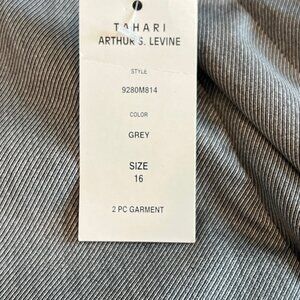 TAHARI
ARTHUR S. LEVINE
STYLE
9280M814
COLOR
GREY
SIZE
16
2 PC GARMENT